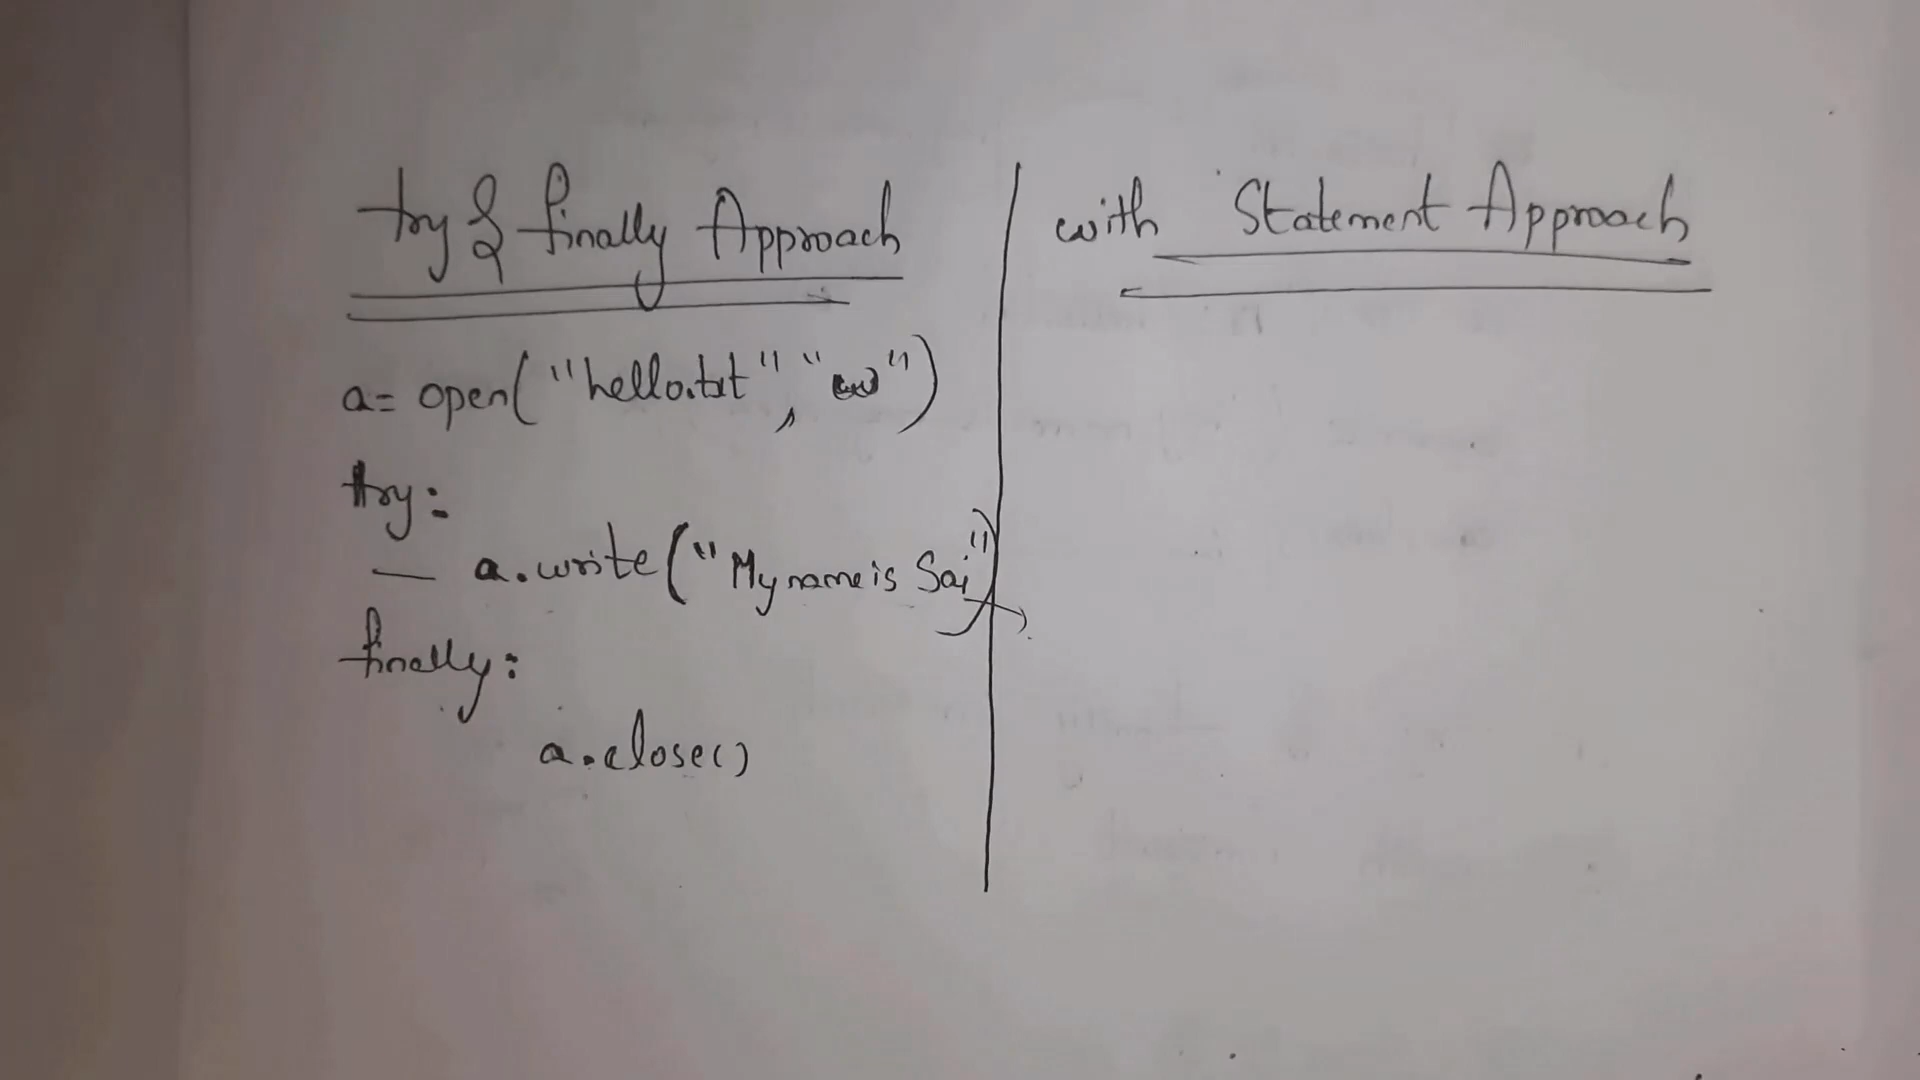 try & finally Approach
a= open("hello.txt", "w")
try:
a.write("My name is Sai")
finally:
a.close()
with Statement Approach